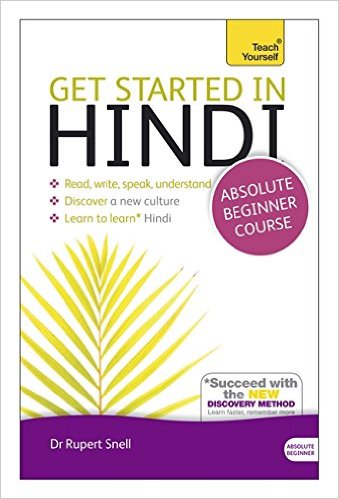 Teach®
Yourself
GET STARTED IN
HINDI
Read, write, speak, understand
Discover a new culture
Learn to learn* Hindi
ABSOLUTE
BEGINNER
COURSE
*Succeed with
the NEW
DISCOVERY METHOD
Learn faster, remember more
Dr Rupert Snell
ABSOLUTE
BEGINNER